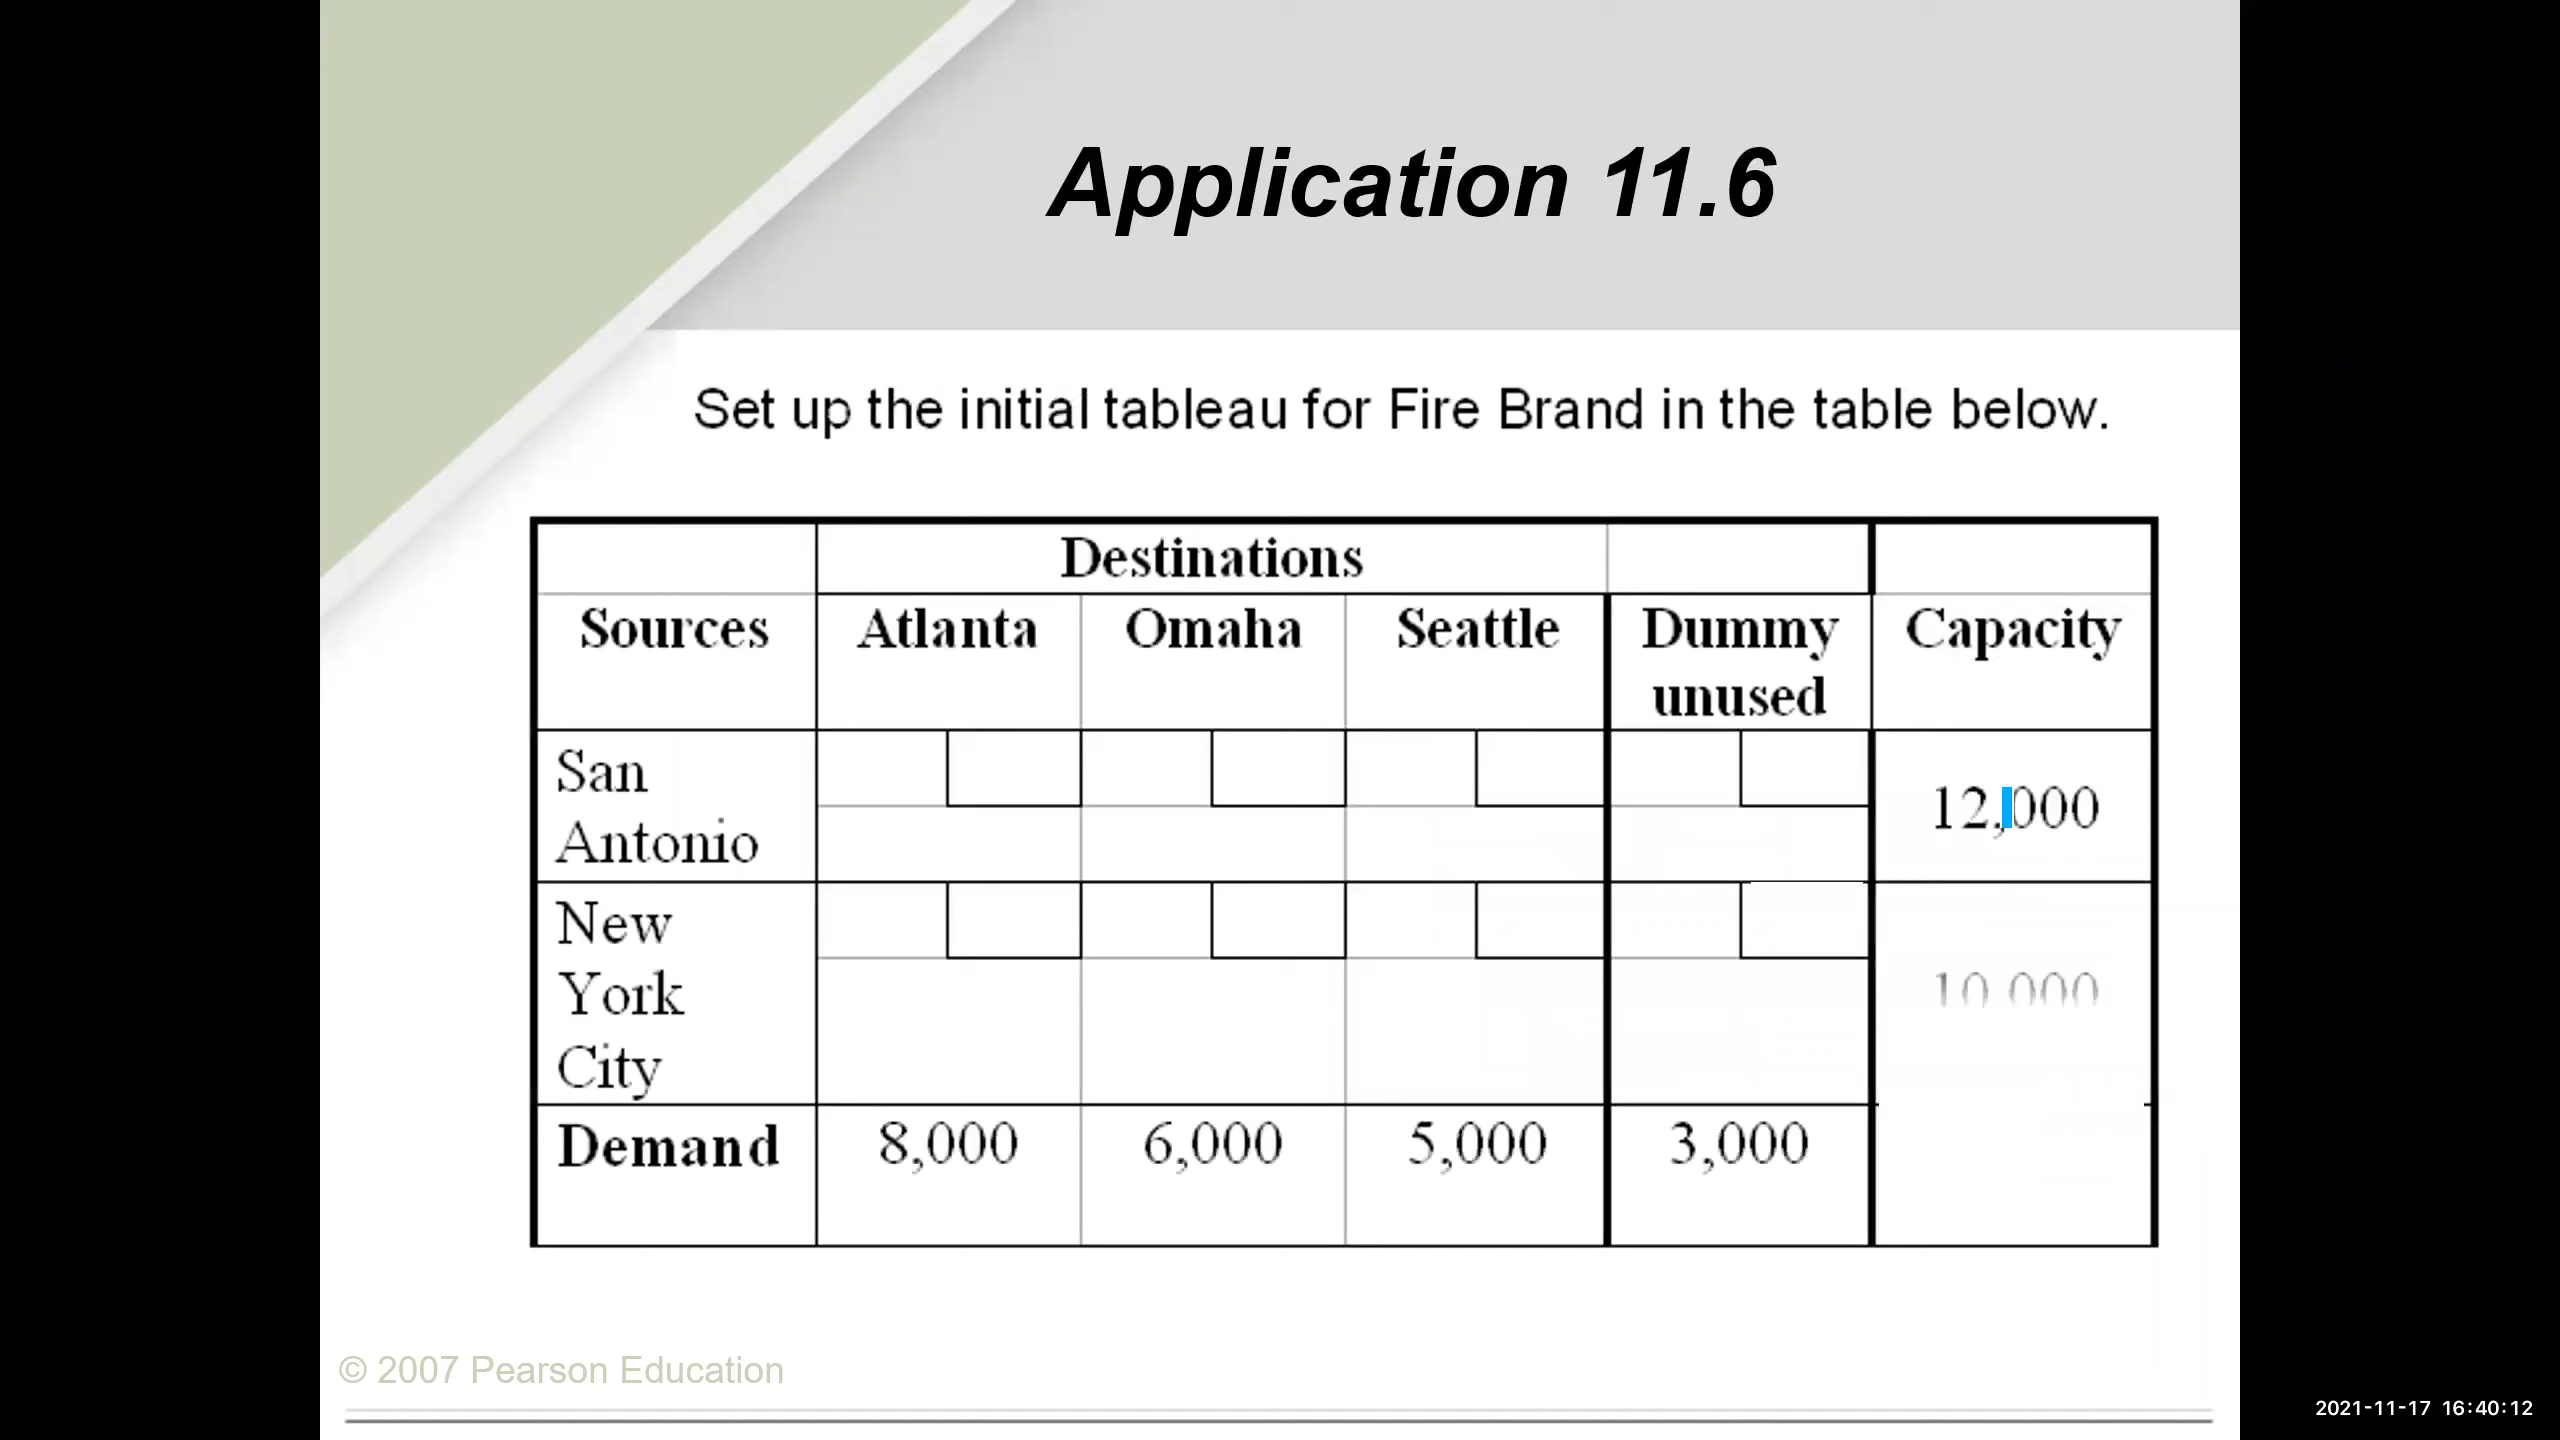 Application 11.6
Set up the initial tableau for Fire Brand in the table below.
Destinations
Sources Atlanta Omaha Seattle Dummy unused Capacity
San Antonio 12,000
New York City 10,000
Demand 8,000 6,000 5,000 3,000
© 2007 Pearson Education
2021-11-17 16:40:12